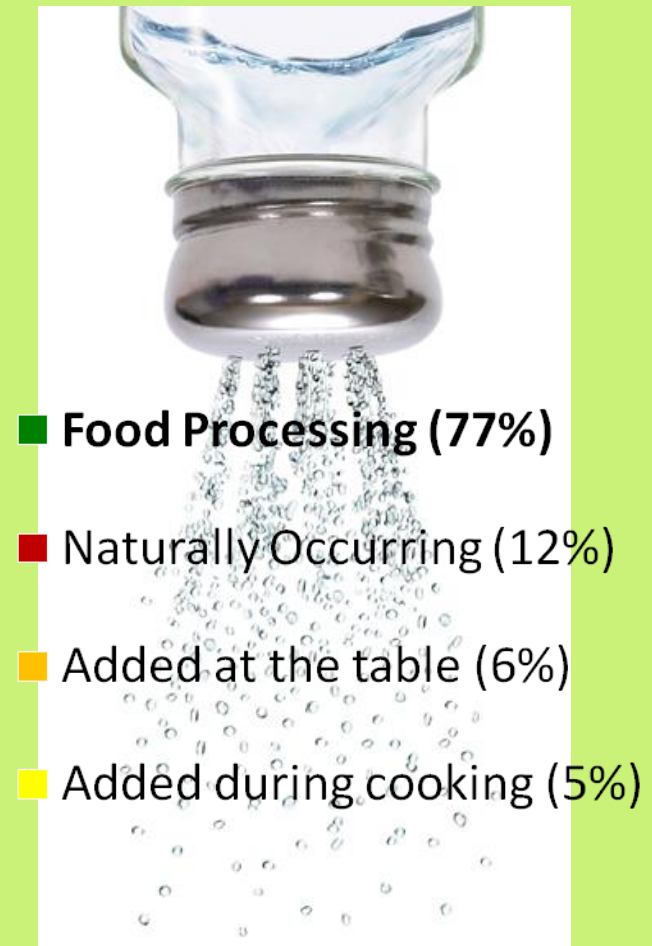 Food Processing (77%)
Naturally Occurring (12%)
Added at the table (6%)
Added during cooking (5%)